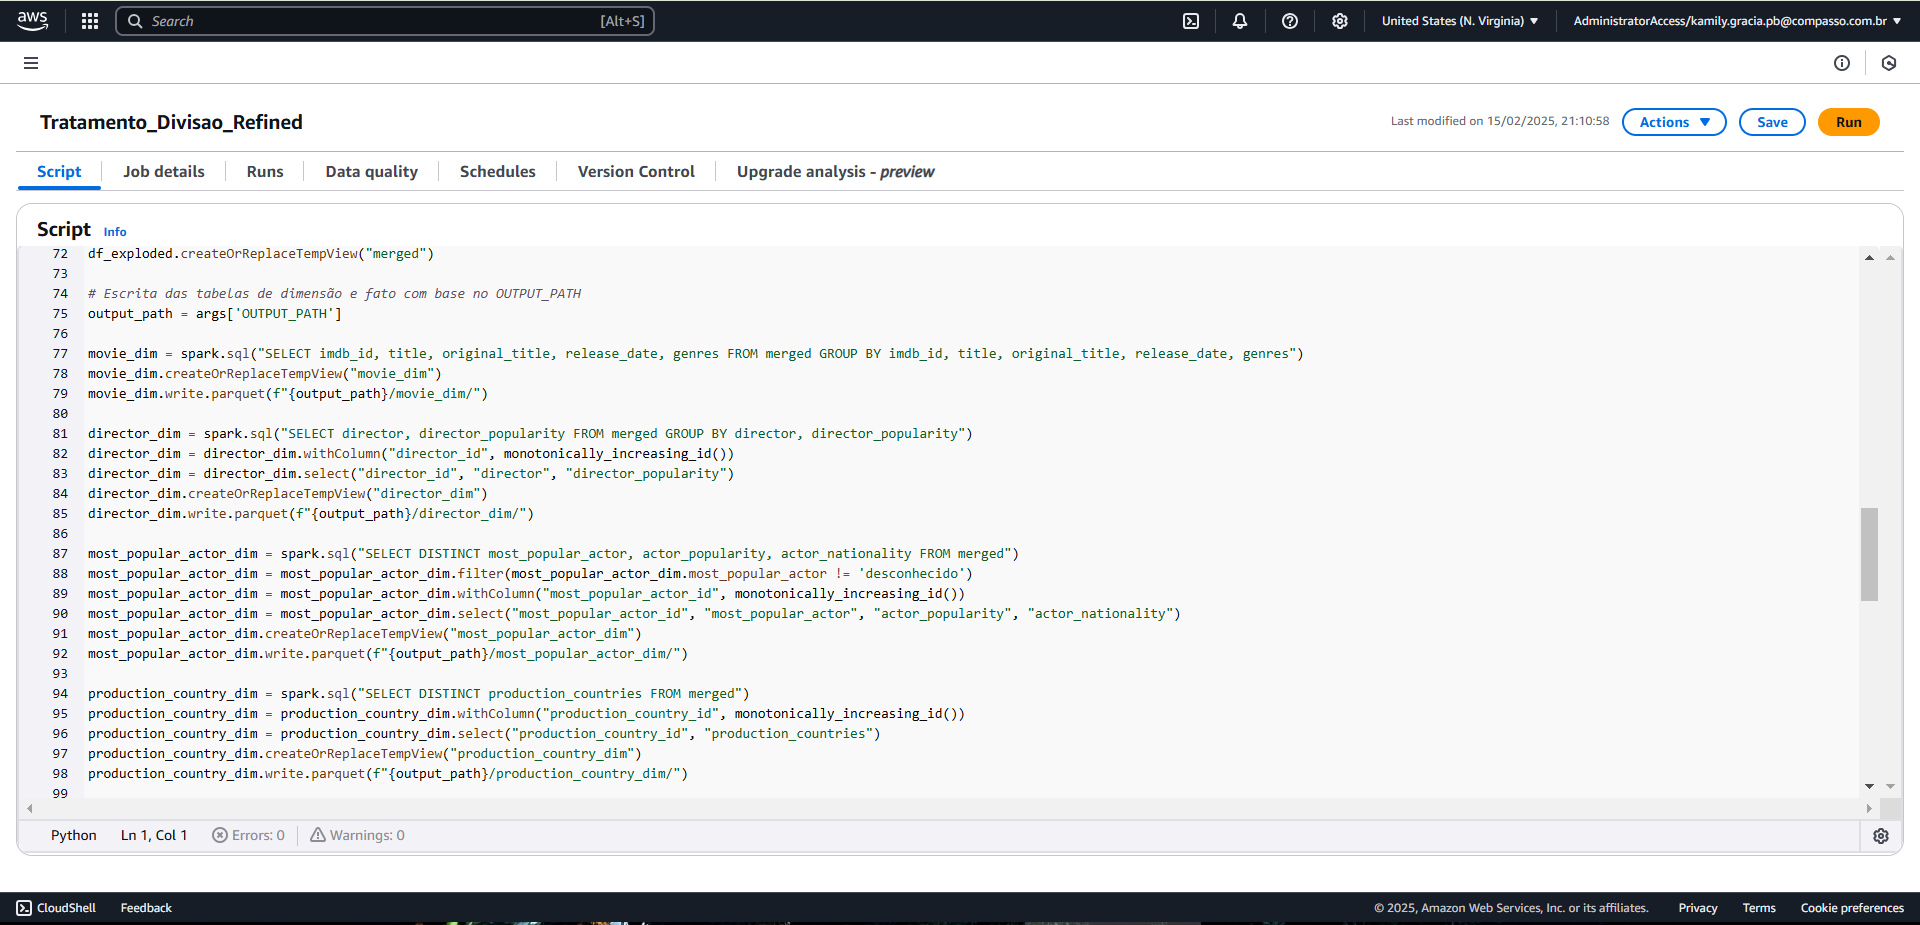 aws
Search
[Alt+S]
United States (N. Virginia)
AdministratorAccess/kamily.gracia.pb@compasso.com.br
Tratamento_Divisao_Refined
Last modified on 15/02/2025, 21:10:58
Actions
Save
Run
Script
Job details
Runs
Data quality
Schedules
Version Control
Upgrade analysis - preview
Script Info
72 df_exploded.createOrReplaceTempView("merged")
73
74 # Escrita das tabelas de dimensão e fato com base no OUTPUT_PATH
75 output_path = args['OUTPUT_PATH']
76
77 movie_dim = spark.sql("SELECT imdb_id, title, original_title, release_date, genres FROM merged GROUP BY imdb_id, title, original_title, release_date, genres")
78 movie_dim.createOrReplaceTempView("movie_dim")
79 movie_dim.write.parquet(f"{output_path}/movie_dim/")
80
81 director_dim = spark.sql("SELECT director, director_popularity FROM merged GROUP BY director, director_popularity")
82 director_dim = director_dim.withColumn("director_id", monotonically_increasing_id())
83 director_dim = director_dim.select("director_id", "director", "director_popularity")
84 director_dim.createOrReplaceTempView("director_dim")
85 director_dim.write.parquet(f"{output_path}/director_dim/")
86
87 most_popular_actor_dim = spark.sql("SELECT DISTINCT most_popular_actor, actor_popularity, actor_nationality FROM merged")
88 most_popular_actor_dim = most_popular_actor_dim.filter(most_popular_actor_dim.most_popular_actor != 'desconhecido')
89 most_popular_actor_dim = most_popular_actor_dim.withColumn("most_popular_actor_id", monotonically_increasing_id())
90 most_popular_actor_dim = most_popular_actor_dim.select("most_popular_actor_id", "most_popular_actor", "actor_popularity", "actor_nationality")
91 most_popular_actor_dim.createOrReplaceTempView("most_popular_actor_dim")
92 most_popular_actor_dim.write.parquet(f"{output_path}/most_popular_actor_dim/")
93
94 production_country_dim = spark.sql("SELECT DISTINCT production_countries FROM merged")
95 production_country_dim = production_country_dim.withColumn("production_country_id", monotonically_increasing_id())
96 production_country_dim = production_country_dim.select("production_country_id", "production_countries")
97 production_country_dim.createOrReplaceTempView("production_country_dim")
98 production_country_dim.write.parquet(f"{output_path}/production_country_dim/")
99
Python
Ln 1, Col 1
Errors: 0
Warnings: 0
CloudShell
Feedback
© 2025, Amazon Web Services, Inc. or its affiliates.
Privacy
Terms
Cookie preferences